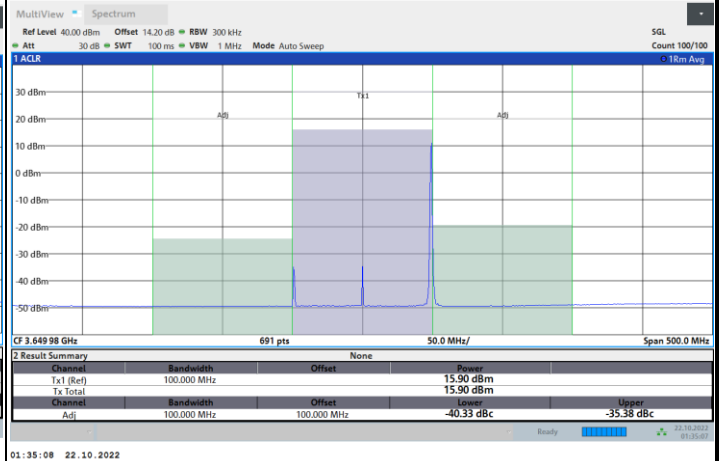 MultiView Spectrum
Ref Level 40.00 dBm Offset 14.20 dB RBW 300 kHz SGL
Att 30 dB SWT 100 ms VBW 1 MHz Mode Auto Sweep Count 100/100
1 ACLR 1Rm Avg
30 dBm
Tx1
Adj Adj
20 dBm
10 dBm
0 dBm
-10 dBm
-20 dBm
-30 dBm
-40 dBm
-50 dBm
CF 3.649 98 GHz 691 pts 50.0 MHz/ Span 500.0 MHz
2 Result Summary None
Channel Bandwidth Offset Power
Tx1 (Ref) 100.000 MHz 15.90 dBm
Tx Total 15.90 dBm
Channel Bandwidth Offset Lower Upper
Adj 100.000 MHz 100.000 MHz -40.33 dBc -35.38 dBc
Ready 22.10.2022
01:35:07
01:35:08 22.10.2022